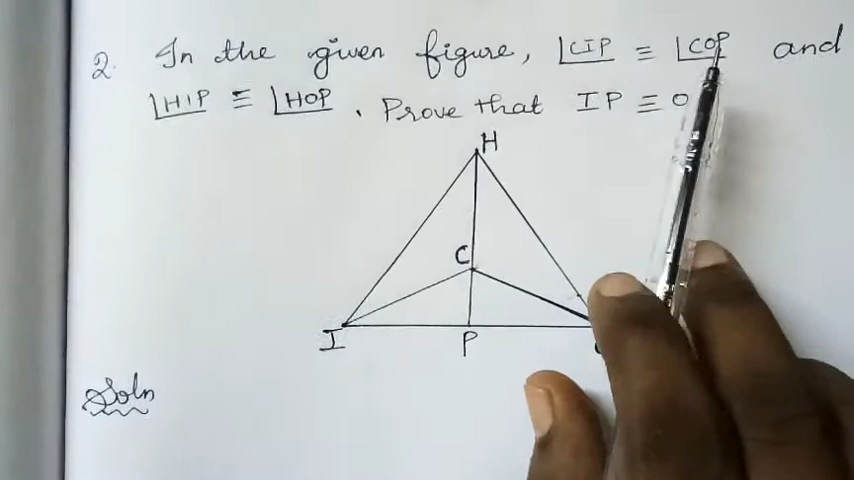 2. In the given figure, ∠CIP ≡ ∠COP and
∠HIP ≡ ∠HOP . Prove that IP ≡
H
C
I P
Soln